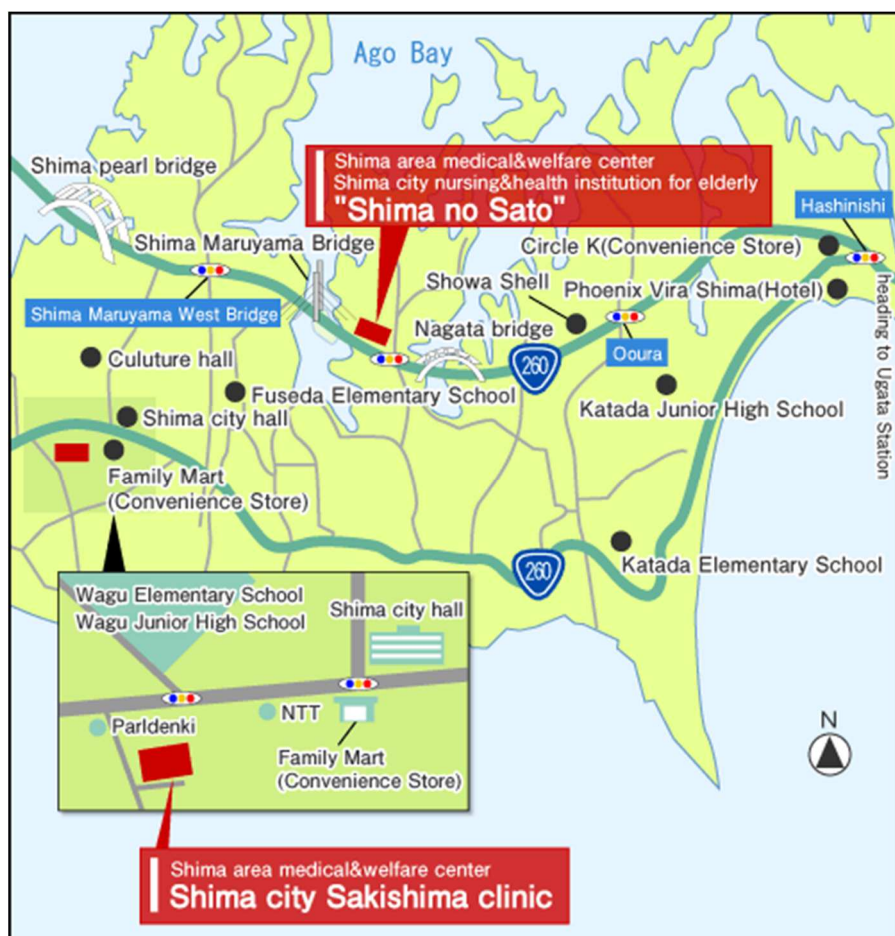 Ago Bay
Shima pearl bridge
Shima area medical&welfare center
Shima city nursing&health institution for elderly
"Shima no Sato"
Hashinishi
Shima Maruyama Bridge
Circle K(Convenience Store)
Showa Shell
Phoenix Vira Shima(Hotel)
heading to Ugata Station
Shima Maruyama West Bridge
Nagata bridge
Ooura
260
Culuture hall
Fuseda Elementary School
Katada Junior High School
Shima city hall
Family Mart
(Convenience Store)
260
Katada Elementary School
Wagu Elementary School
Wagu Junior High School
Shima city hall
Parldenki
NTT
Family Mart
(Convenience Store)
N
Shima area medical&welfare center
Shima city Sakishima clinic